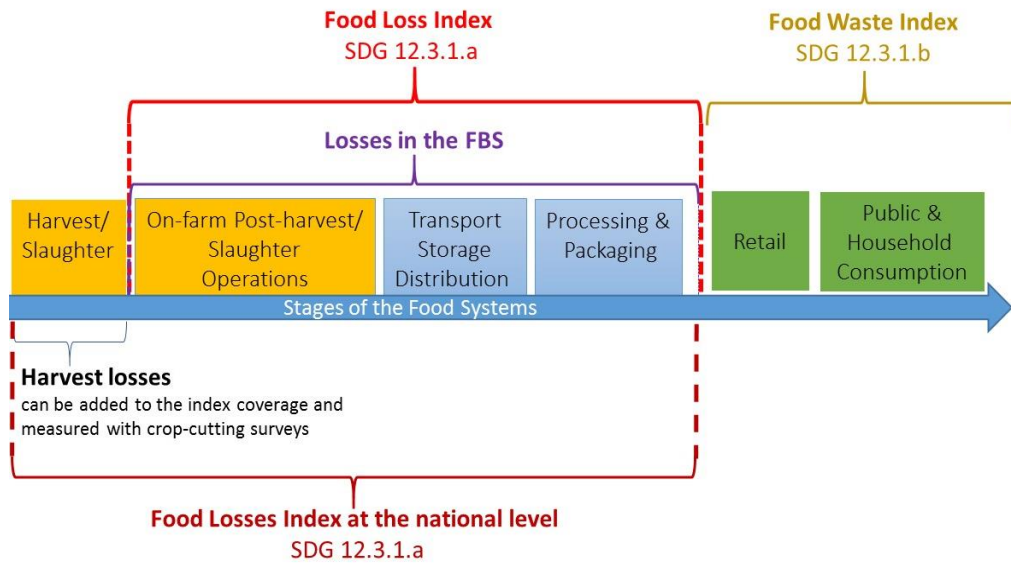 Food Loss Index
SDG 12.3.1.a
Food Waste Index
SDG 12.3.1.b
Losses in the FBS
Harvest/
Slaughter
On-farm Post-harvest/
Slaughter
Operations
Transport
Storage
Distribution
Processing &
Packaging
Retail
Public &
Household
Consumption
Stages of the Food Systems
Harvest losses
can be added to the index coverage and
measured with crop-cutting surveys
Food Losses Index at the national level
SDG 12.3.1.a